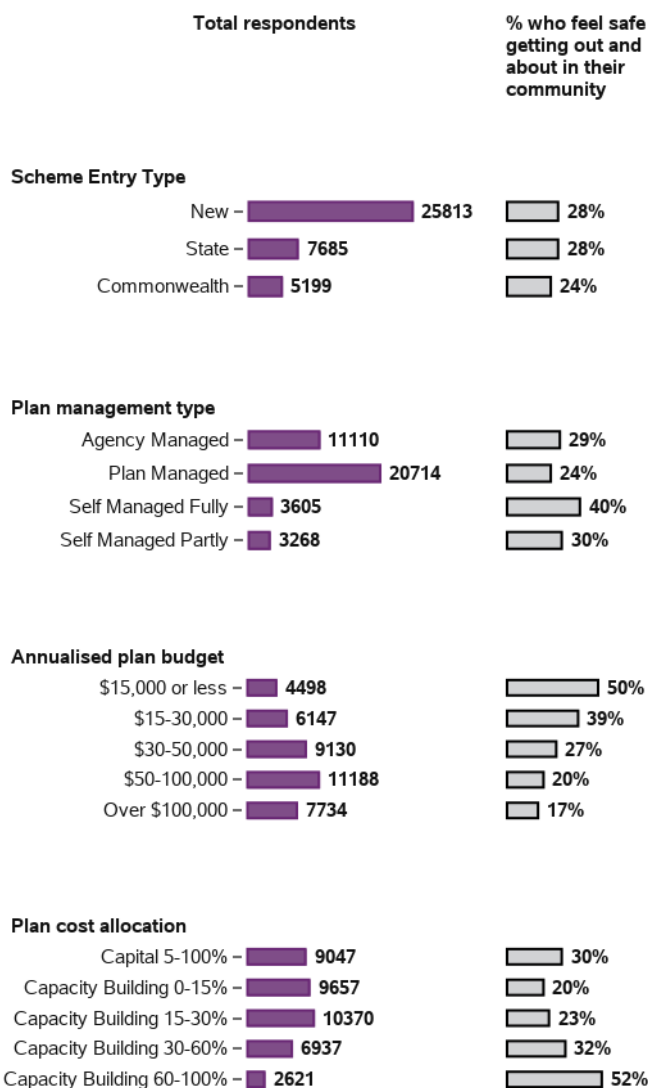 Total respondents
% who feel safe
getting out and
about in their
community
Scheme Entry Type
New 25813 28%
State 7685 28%
Commonwealth 5199 24%
Plan management type
Agency Managed 11110 29%
Plan Managed 20714 24%
Self Managed Fully 3605 40%
Self Managed Partly 3268 30%
Annualised plan budget
$15,000 or less 4498 50%
$15-30,000 6147 39%
$30-50,000 9130 27%
$50-100,000 11188 20%
Over $100,000 7734 17%
Plan cost allocation
Capital 5-100% 9047 30%
Capacity Building 0-15% 9657 20%
Capacity Building 15-30% 10370 23%
Capacity Building 30-60% 6937 32%
Capacity Building 60-100% 2621 52%